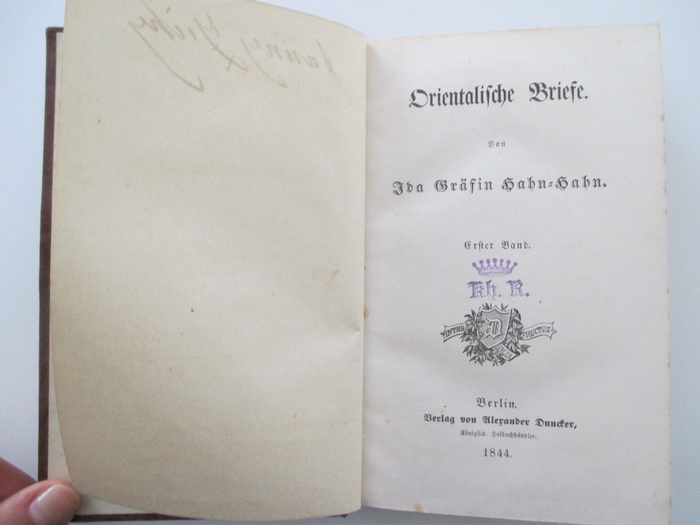 Orientalische Briefe.
Von
Ida Gräfin Hahn-Hahn.
Erster Band.
Kh. R.
D
Berlin.
Verlag von Alexander Duncker,
Königlich. Hofbuchhändler.
1844.